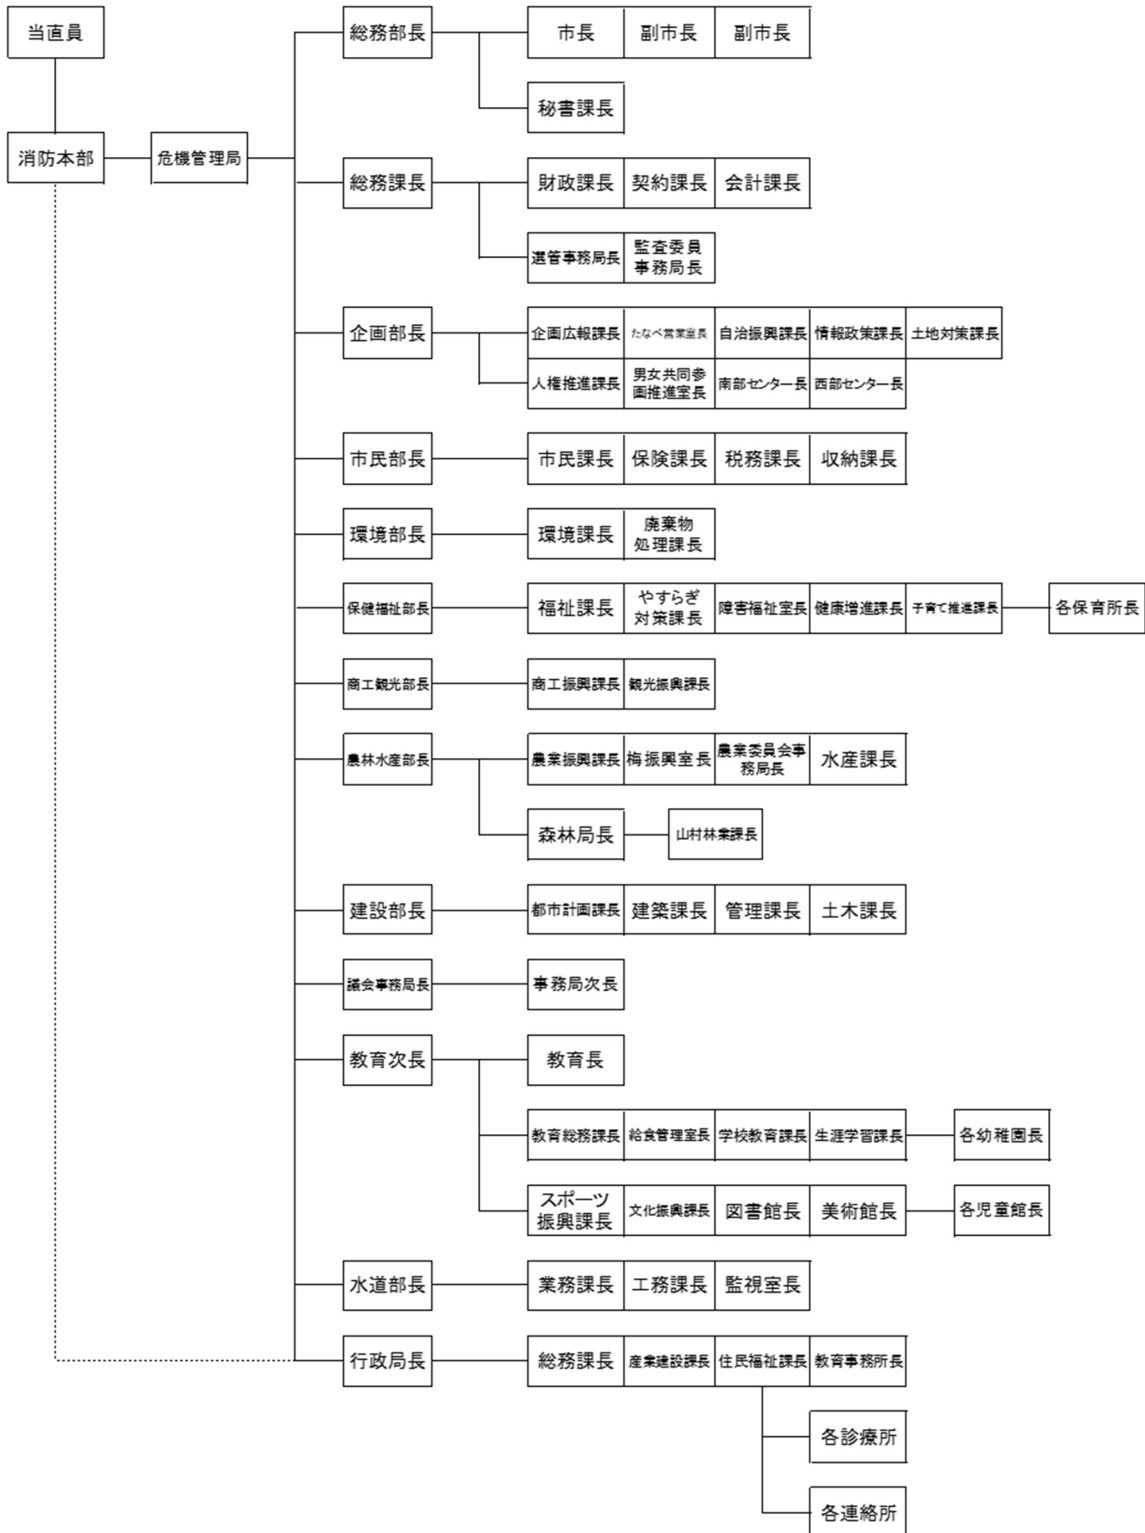 当直員
総務部長
市長
副市長
副市長
秘書課長
消防本部
危機管理局
総務課長
財政課長
契約課長
会計課長
選管事務局長
監査委員
事務局長
企画部長
企画広報課長
たなべ営業室長
自治振興課長
情報政策課長
土地対策課長
人権推進課長
男女共同参
画推進室長
南部センター長
西部センター長
市民部長
市民課長
保険課長
税務課長
収納課長
環境部長
環境課長
廃棄物
処理課長
保健福祉部長
福祉課長
やすらぎ
対策課長
障害福祉室長
健康増進課長
子育て推進課長
各保育所長
商工観光部長
商工振興課長
観光振興課長
農林水産部長
農業振興課長
梅振興室長
農業委員会事
務局長
水産課長
森林局長
山村林業課長
建設部長
都市計画課長
建築課長
管理課長
土木課長
議会事務局長
事務局次長
教育次長
教育長
教育総務課長
給食管理室長
学校教育課長
生涯学習課長
各幼稚園長
スポーツ
振興課長
文化振興課長
図書館長
美術館長
各児童館長
水道部長
業務課長
工務課長
監視室長
行政局長
総務課長
産業建設課長
住民福祉課長
教育事務所長
各診療所
各連絡所